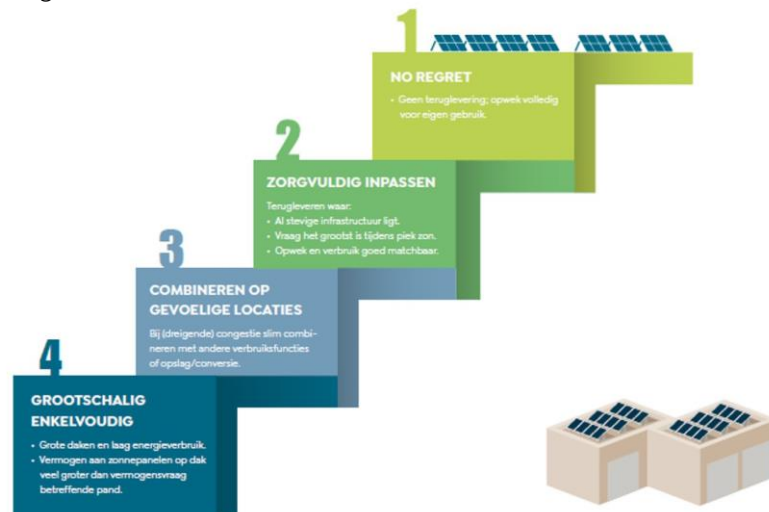 1
NO REGRET
• Geen teruglevering; opwek volledig
voor eigen gebruik.
2
ZORGVULDIG INPASSEN
Terugleveren waar:
• Al stevige infrastructuur ligt.
• Vraag het grootst is tijdens piek zon.
• Opwek en verbruik goed matchbaar.
3
COMBINEREN OP
GEVOELIGE LOCATIES
Bij (dreigende) congestie slim combi-
neren met andere verbruiksfuncties
of opslag/conversie.
4
GROOTSCHALIG
ENKELVOUDIG
• Grote daken en laag energieverbruik.
• Vermogen aan zonnepanelen op dak
veel groter dan vermogensvraag
betreffende pand.